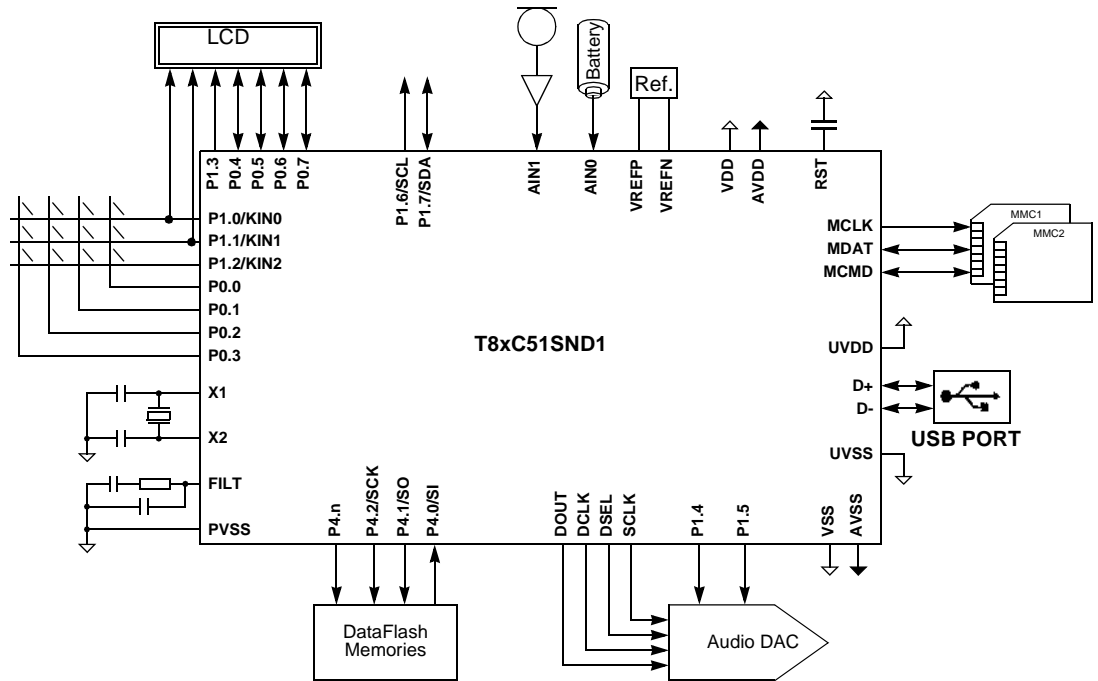 LCD
Battery
Ref.
P1.3
P0.4
P0.5
P0.6
P0.7
P1.6/SCL
P1.7/SDA
AIN1
AIN0
VREFP
VREFN
VDD
AVDD
RST
P1.0/KIN0
P1.1/KIN1
P1.2/KIN2
P0.0
P0.1
P0.2
P0.3
X1
X2
FILT
PVSS
T8xC51SND1
MCLK
MDAT
MCMD
MMC1
MMC2
UVDD
D+
D-
USB PORT
UVSS
P4.n
P4.2/SCK
P4.1/SO
P4.0/SI
DOUT
DCLK
DSEL
SCLK
P1.4
P1.5
VSS
AVSS
DataFlash
Memories
Audio DAC